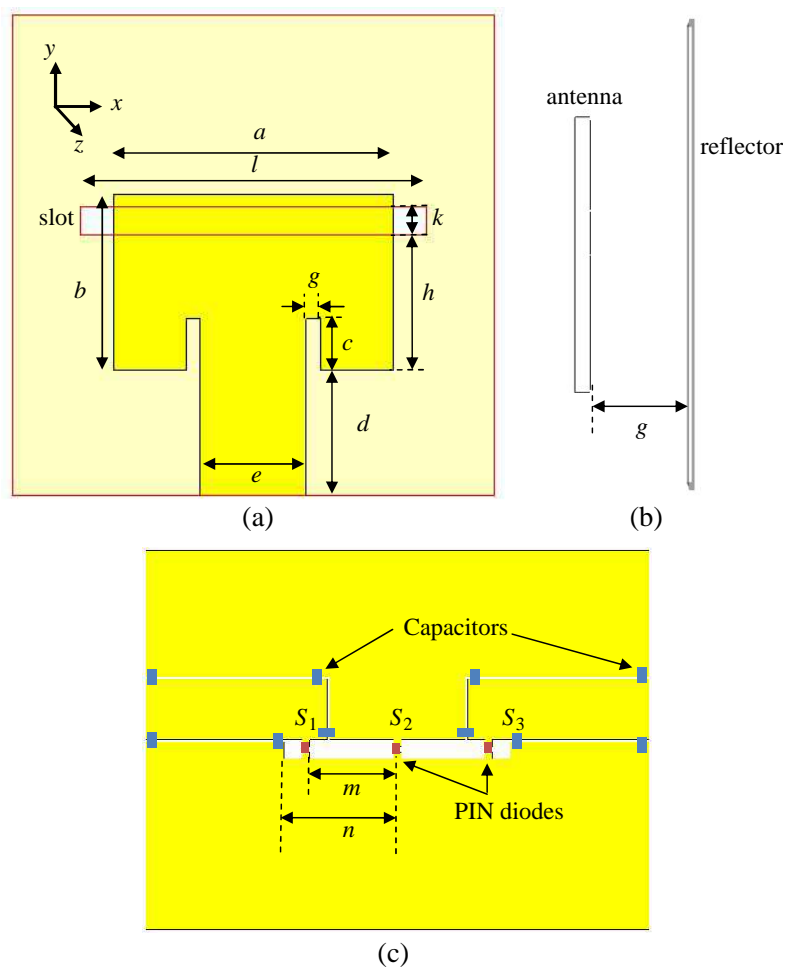 y
x
z
a
l
slot
k
b
g
h
c
d
e
(a)
antenna
reflector
g
(b)
Capacitors
S1
S2
S3
m
PIN diodes
n
(c)